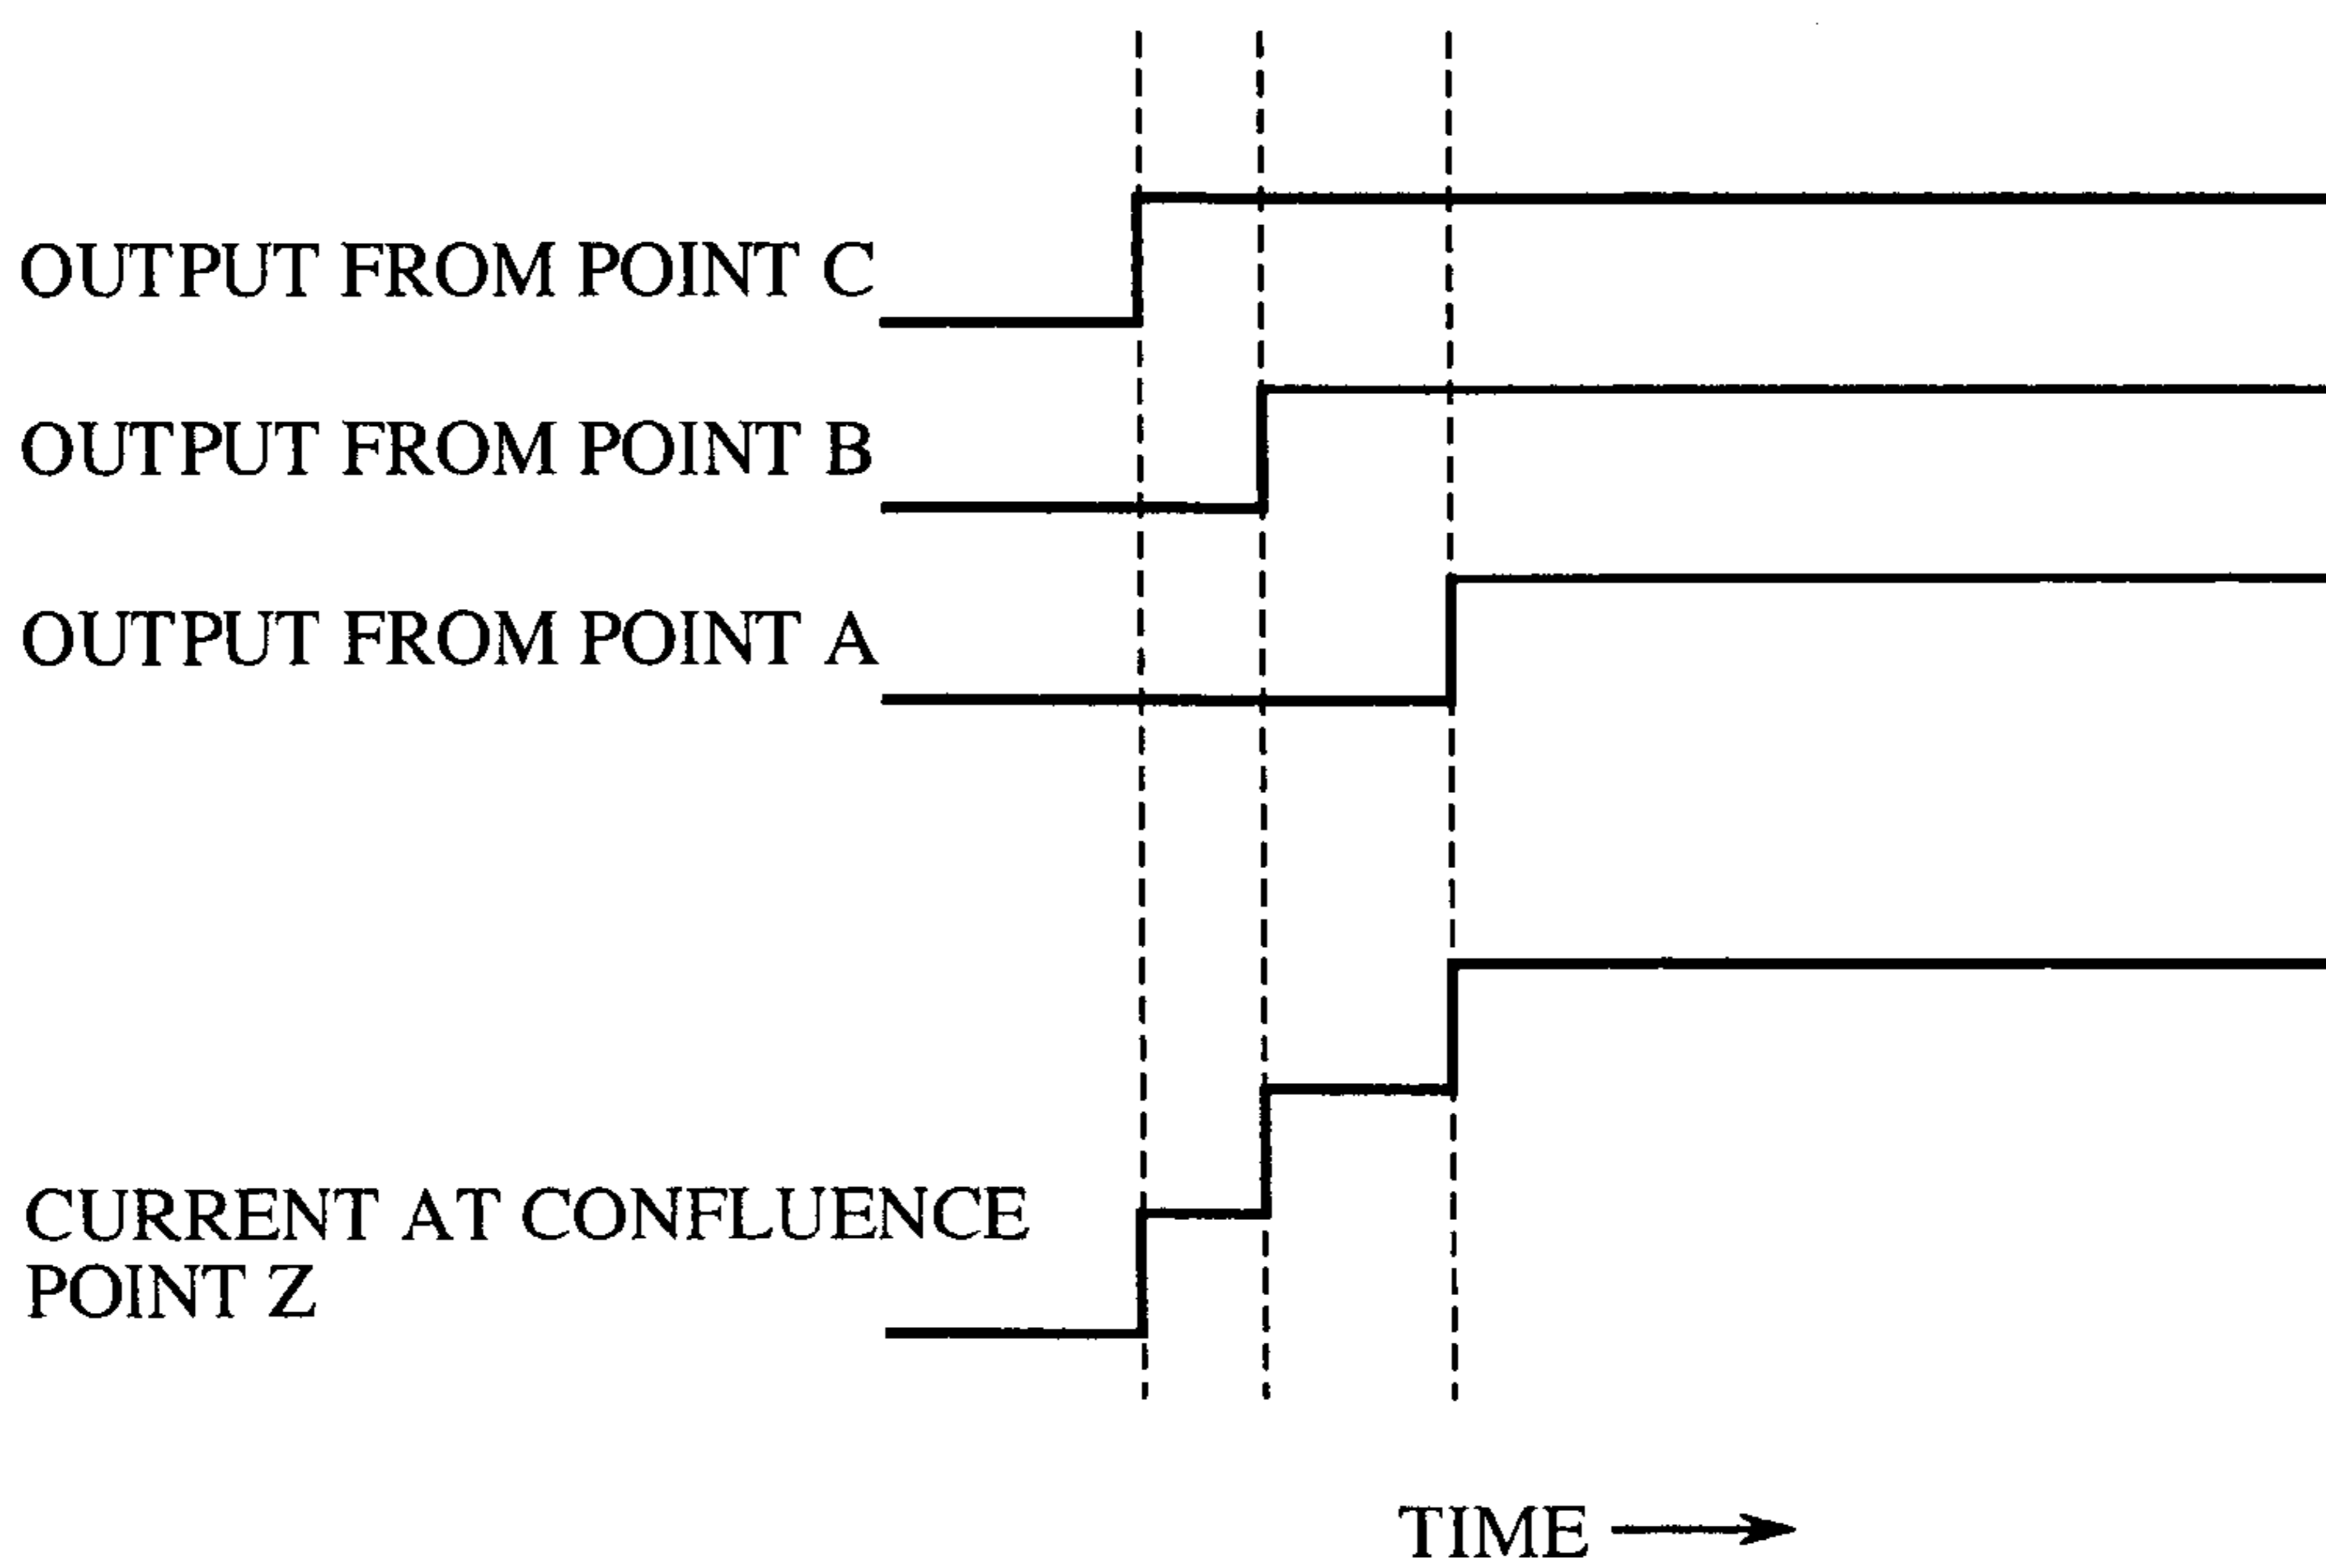 OUTPUT FROM POINT C
OUTPUT FROM POINT B
OUTPUT FROM POINT A
CURRENT AT CONFLUENCE
POINT Z
TIME